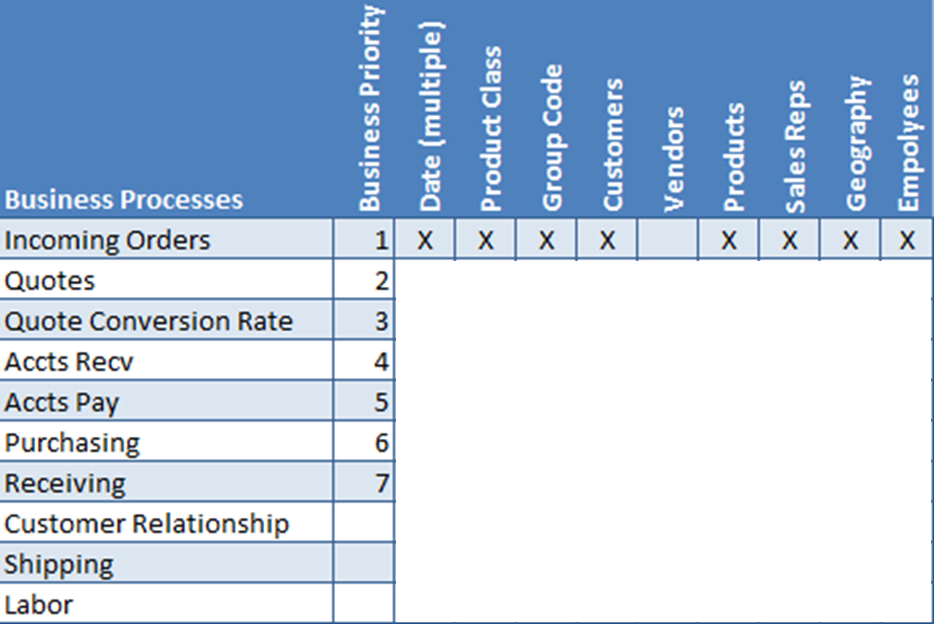 Business Processes Business Priority Date (multiple) Product Class Group Code Customers Vendors Products Sales Reps Geography Empolyees
Incoming Orders 1 X X X X X X X X
Quotes 2
Quote Conversion Rate 3
Accts Recv 4
Accts Pay 5
Purchasing 6
Receiving 7
Customer Relationship
Shipping
Labor